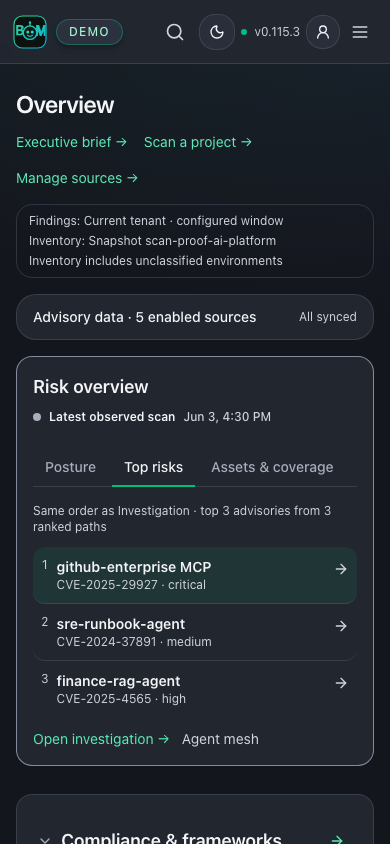 BOM
DEMO
v0.115.3
Overview
Executive brief → Scan a project →
Manage sources →
Findings: Current tenant · configured window
Inventory: Snapshot scan-proof-ai-platform
Inventory includes unclassified environments
Advisory data · 5 enabled sources All synced
Risk overview
Latest observed scan Jun 3, 4:30 PM
Posture Top risks Assets & coverage
Same order as Investigation · top 3 advisories from 3
ranked paths
1 github-enterprise MCP →
CVE-2025-29927 · critical
2 sre-runbook-agent →
CVE-2024-37891 · medium
3 finance-rag-agent →
CVE-2025-4565 · high
Open investigation → Agent mesh
Compliance & frameworks →